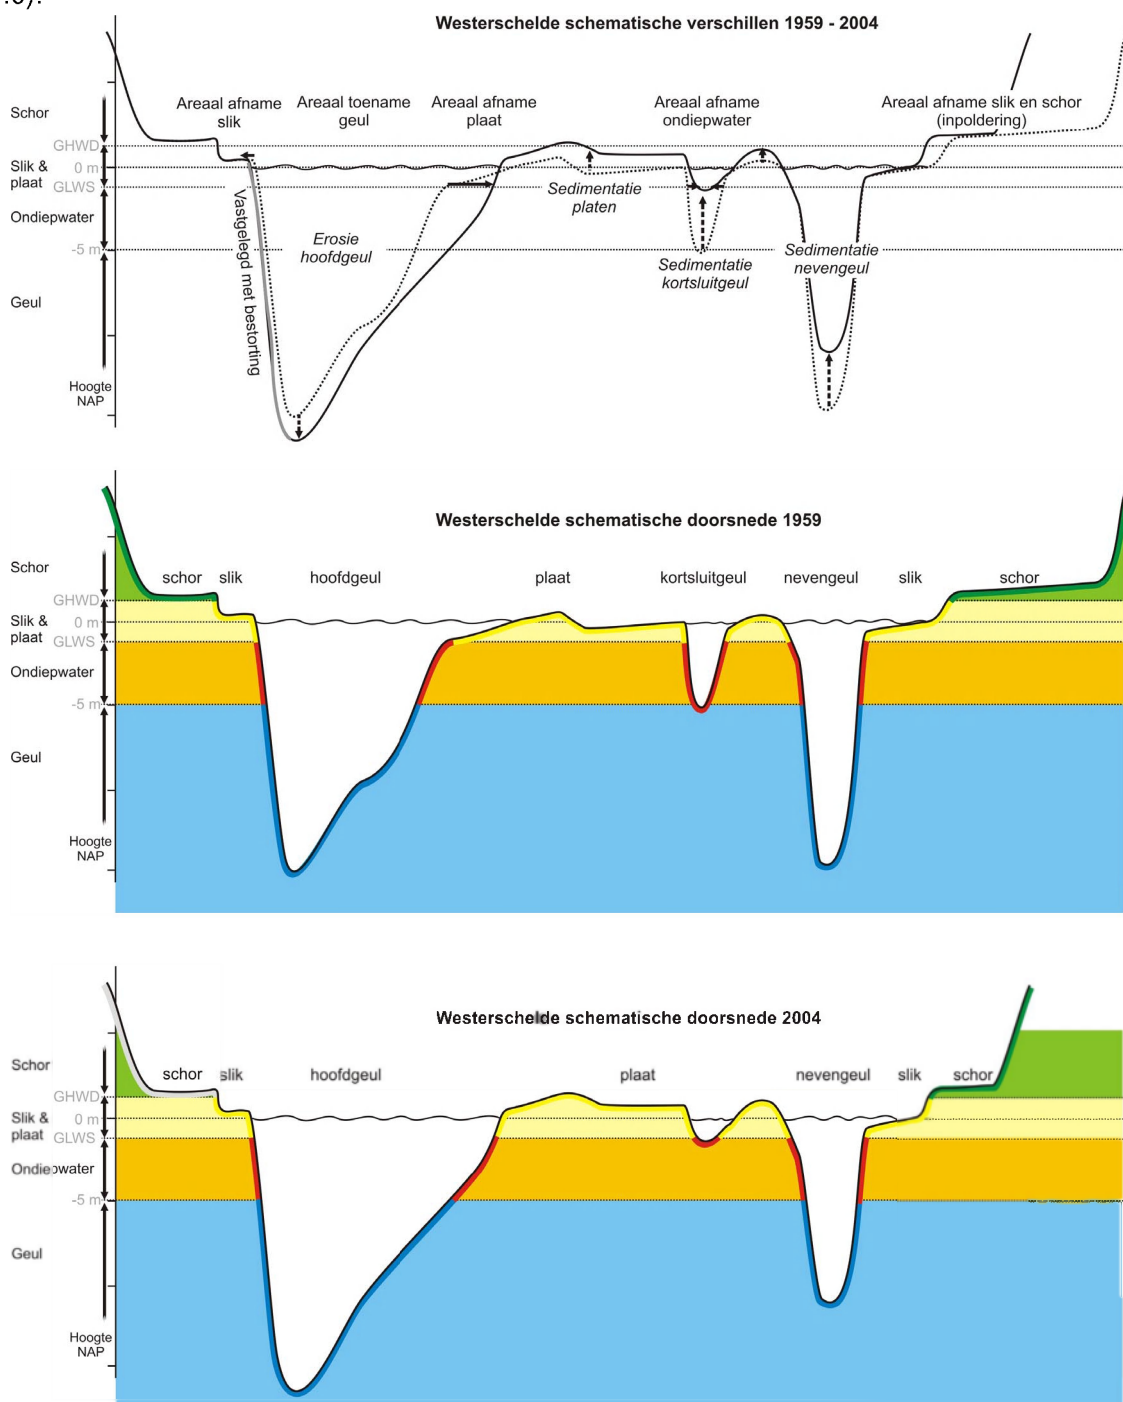 Westerschelde schematische verschillen 1959 - 2004
Areaal afname
slik
Areaal toename
geul
Areaal afname
plaat
Areaal afname
ondiepwater
Areaal afname slik en schor
(inpoldering)
Schor
GHWD
0 m
Slik &
plaat
GLWS
Ondiepwater
-5 m
Geul
Hoogte
NAP
Vastgelegd met bestorting
Erosie
hoofdgeul
Sedimentatie
platen
Sedimentatie
kortsluitgeul
Sedimentatie
nevengeul
Westerschelde schematische doorsnede 1959
schor slik hoofdgeul plaat kortsluitgeul nevengeul slik schor
Schor
GHWD
0 m
Slik &
plaat
GLWS
Ondiepwater
-5 m
Geul
Hoogte
NAP
Westerschelde schematische doorsnede 2004
schor slik hoofdgeul plaat nevengeul slik schor
Schor
GHWD
0 m
Slik &
plaat
GLWS
Ondiepwater
-5 m
Geul
Hoogte
NAP